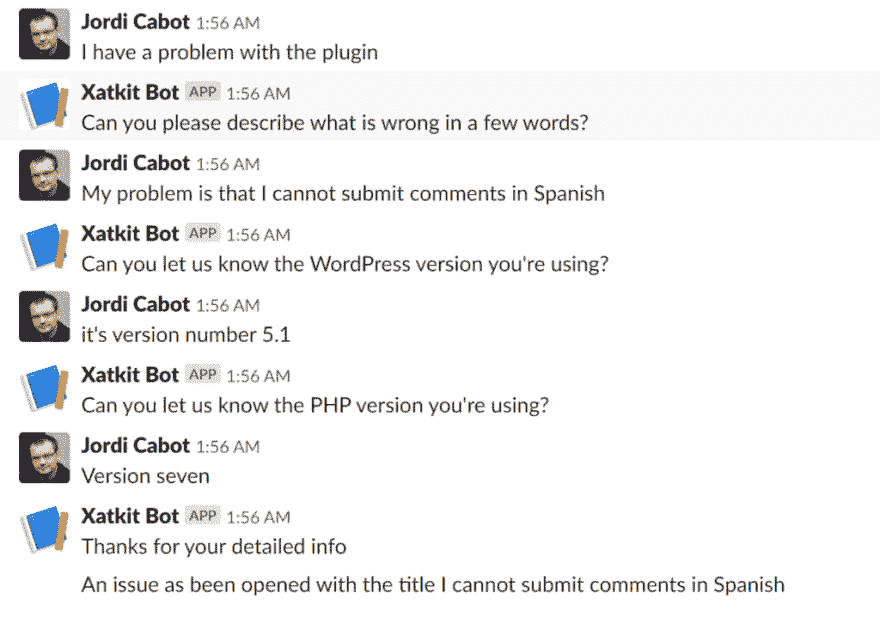 Jordi Cabot 1:56 AM
I have a problem with the plugin
Xatkit Bot APP 1:56 AM
Can you please describe what is wrong in a few words?
Jordi Cabot 1:56 AM
My problem is that I cannot submit comments in Spanish
Xatkit Bot APP 1:56 AM
Can you let us know the WordPress version you're using?
Jordi Cabot 1:56 AM
it's version number 5.1
Xatkit Bot APP 1:56 AM
Can you let us know the PHP version you're using?
Jordi Cabot 1:56 AM
Version seven
Xatkit Bot APP 1:56 AM
Thanks for your detailed info
An issue as been opened with the title I cannot submit comments in Spanish